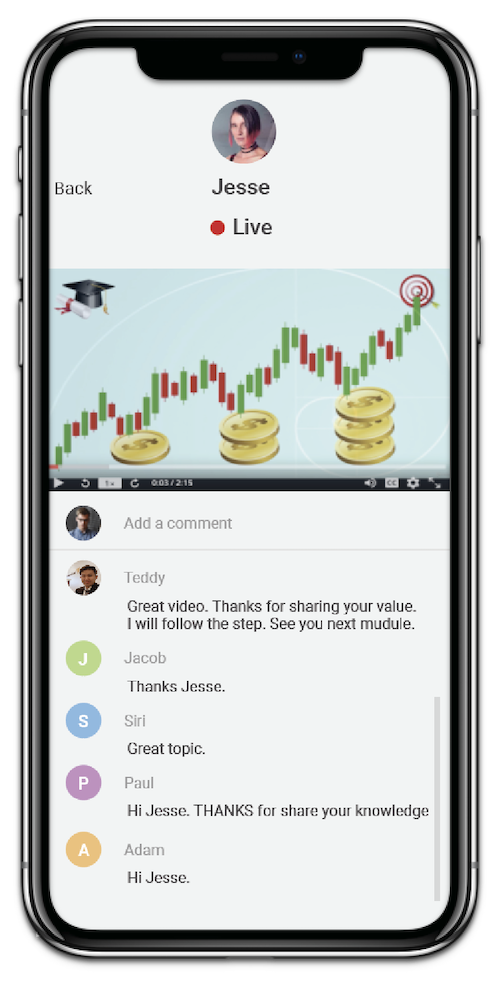 Jesse
Back
Live
1x
0:03 / 2:15
CC
Add a comment
Teddy
Great video. Thanks for sharing your value.
I will follow the step. See you next mudule.
J
Jacob
Thanks Jesse.
S
Siri
Great topic.
P
Paul
Hi Jesse. THANKS for share your knowledge
A
Adam
Hi Jesse.